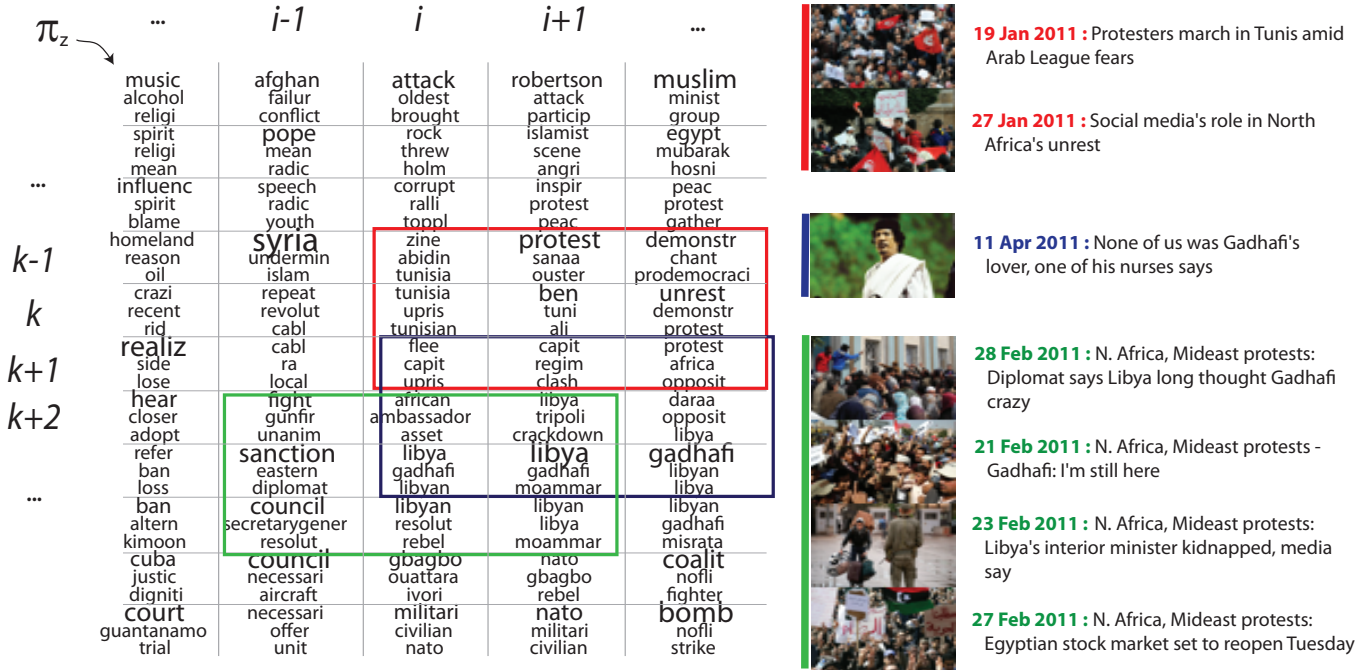 π_z ... i-1 i i+1 ...
music afghan attack robertson muslim
alcohol failur oldest attack minist
religi conflict brought particip group
spirit pope rock islamist egypt
religi mean threw scene mubarak
mean radic holm angri hosni
...
influenc speech corrupt inspir peac
spirit radic ralli protest protest
blame youth toppl peac gather
homeland syria zine protest demonstr
k-1
reason undermin abidin sanaa chant
oil islam tunisia ouster prodemocraci
crazi repeat tunisia ben unrest
k
recent revolut upris tuni demonstr
rid cabl tunisian ali protest
realiz cabl flee capit protest
k+1
side ra capit regim africa
lose local upris clash opposit
hear fight african libya daraa
k+2
closer gunfir ambassador tripoli opposit
adopt unanim asset crackdown libya
refer sanction libya libya gadhafi
ban eastern gadhafi gadhafi libyan
loss diplomat libyan moammar libya
...
ban council libyan libyan libyan
altern secretarygener resolut libya gadhafi
kimoon resolut rebel moammar misrata
cuba council gbagbo nato coalit
justic necessari ouattara gbagbo nofli
digniti aircraft ivori rebel fighter
court necessari militari nato bomb
guantanamo offer civilian militari nofli
trial unit nato civilian strike
19 Jan 2011 : Protesters march in Tunis amid
Arab League fears
27 Jan 2011 : Social media's role in North
Africa's unrest
11 Apr 2011 : None of us was Gadhafi's
lover, one of his nurses says
28 Feb 2011 : N. Africa, Mideast protests:
Diplomat says Libya long thought Gadhafi
crazy
21 Feb 2011 : N. Africa, Mideast protests -
Gadhafi: I'm still here
23 Feb 2011 : N. Africa, Mideast protests:
Libya's interior minister kidnapped, media
say
27 Feb 2011 : N. Africa, Mideast protests:
Egyptian stock market set to reopen Tuesday